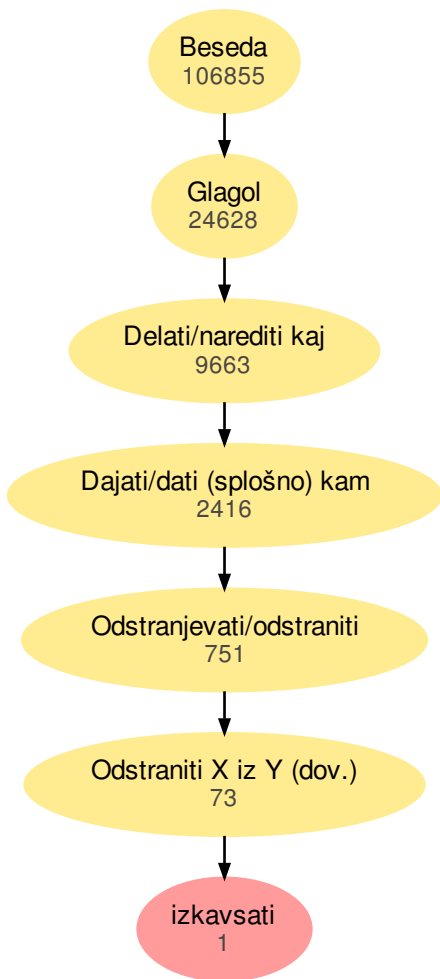 Beseda
106855
Glagol
24628
Delati/narediti kaj
9663
Dajati/dati (splošno) kam
2416
Odstranjevati/odstraniti
751
Odstraniti X iz Y (dov.)
73
izkavsati
1